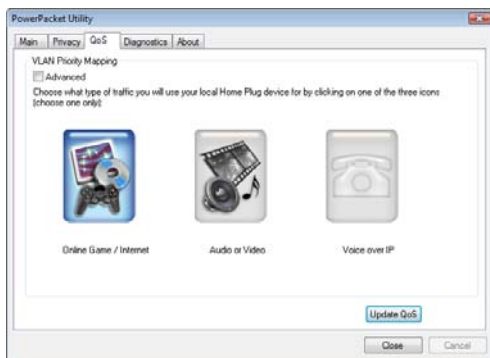 PowerPacket Utility
Main Privacy QoS Diagnostics About
VLAN Priority Mapping
Advanced
Choose what type of traffic you will use your local Home Plug device for by clicking on one of the three icons
(choose one only):
Online Game / Internet Audio or Video Voice over IP
Update QoS
Close Cancel